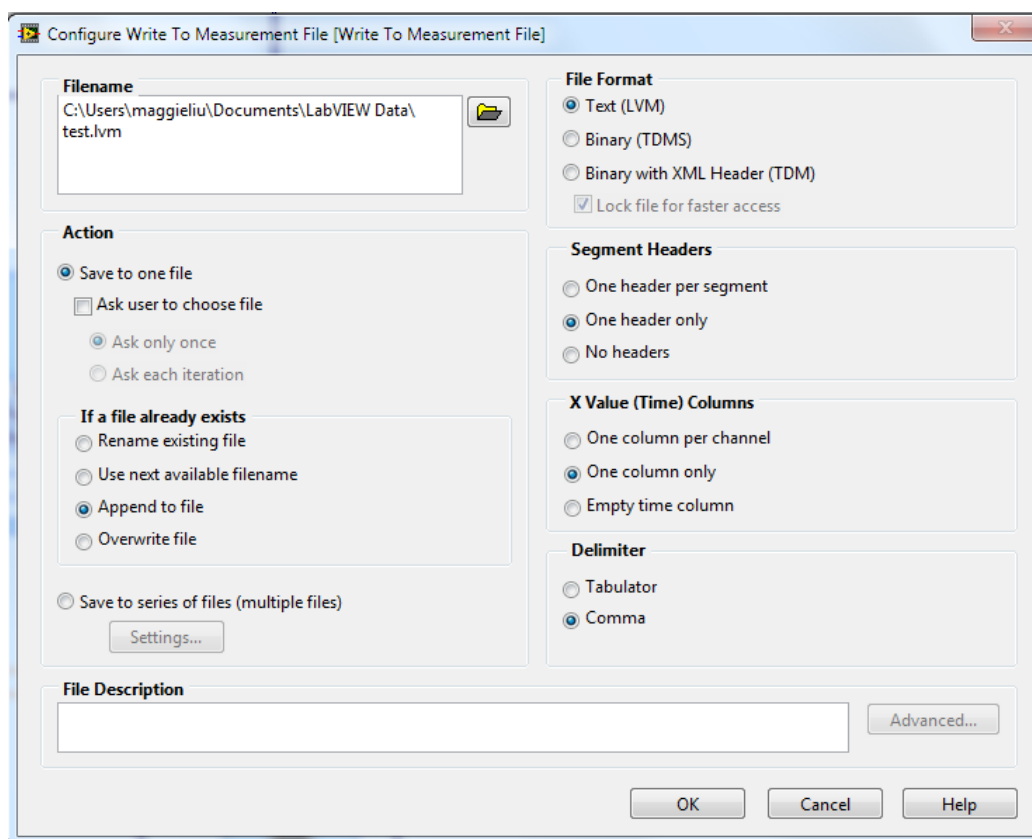 Configure Write To Measurement File [Write To Measurement File]
Filename
C:\Users\maggieliu\Documents\LabVIEW Data\
test.lvm
Action
Save to one file
Ask user to choose file
Ask only once
Ask each iteration
If a file already exists
Rename existing file
Use next available filename
Append to file
Overwrite file
Save to series of files (multiple files)
Settings...
File Format
Text (LVM)
Binary (TDMS)
Binary with XML Header (TDM)
Lock file for faster access
Segment Headers
One header per segment
One header only
No headers
X Value (Time) Columns
One column per channel
One column only
Empty time column
Delimiter
Tabulator
Comma
File Description
Advanced...
OK
Cancel
Help